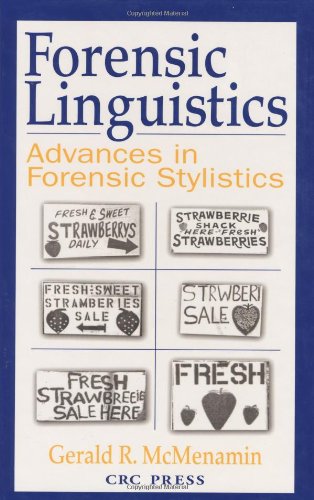 Forensic
Linguistics
Advances in
Forensic Stylistics
FRESH & SWEET
STRAWBERRYS
DAILY
STRAWBERRIE
SHACK
HERE-FRESH
STRAWBERRIES
FRESH-SWEET
STRAMBERIES
SALE
STRWBERI
SALE
FRESH
STRAWBREEIE
SALE HERE
FRESH
Gerald R. McMenamin
CRC PRESS